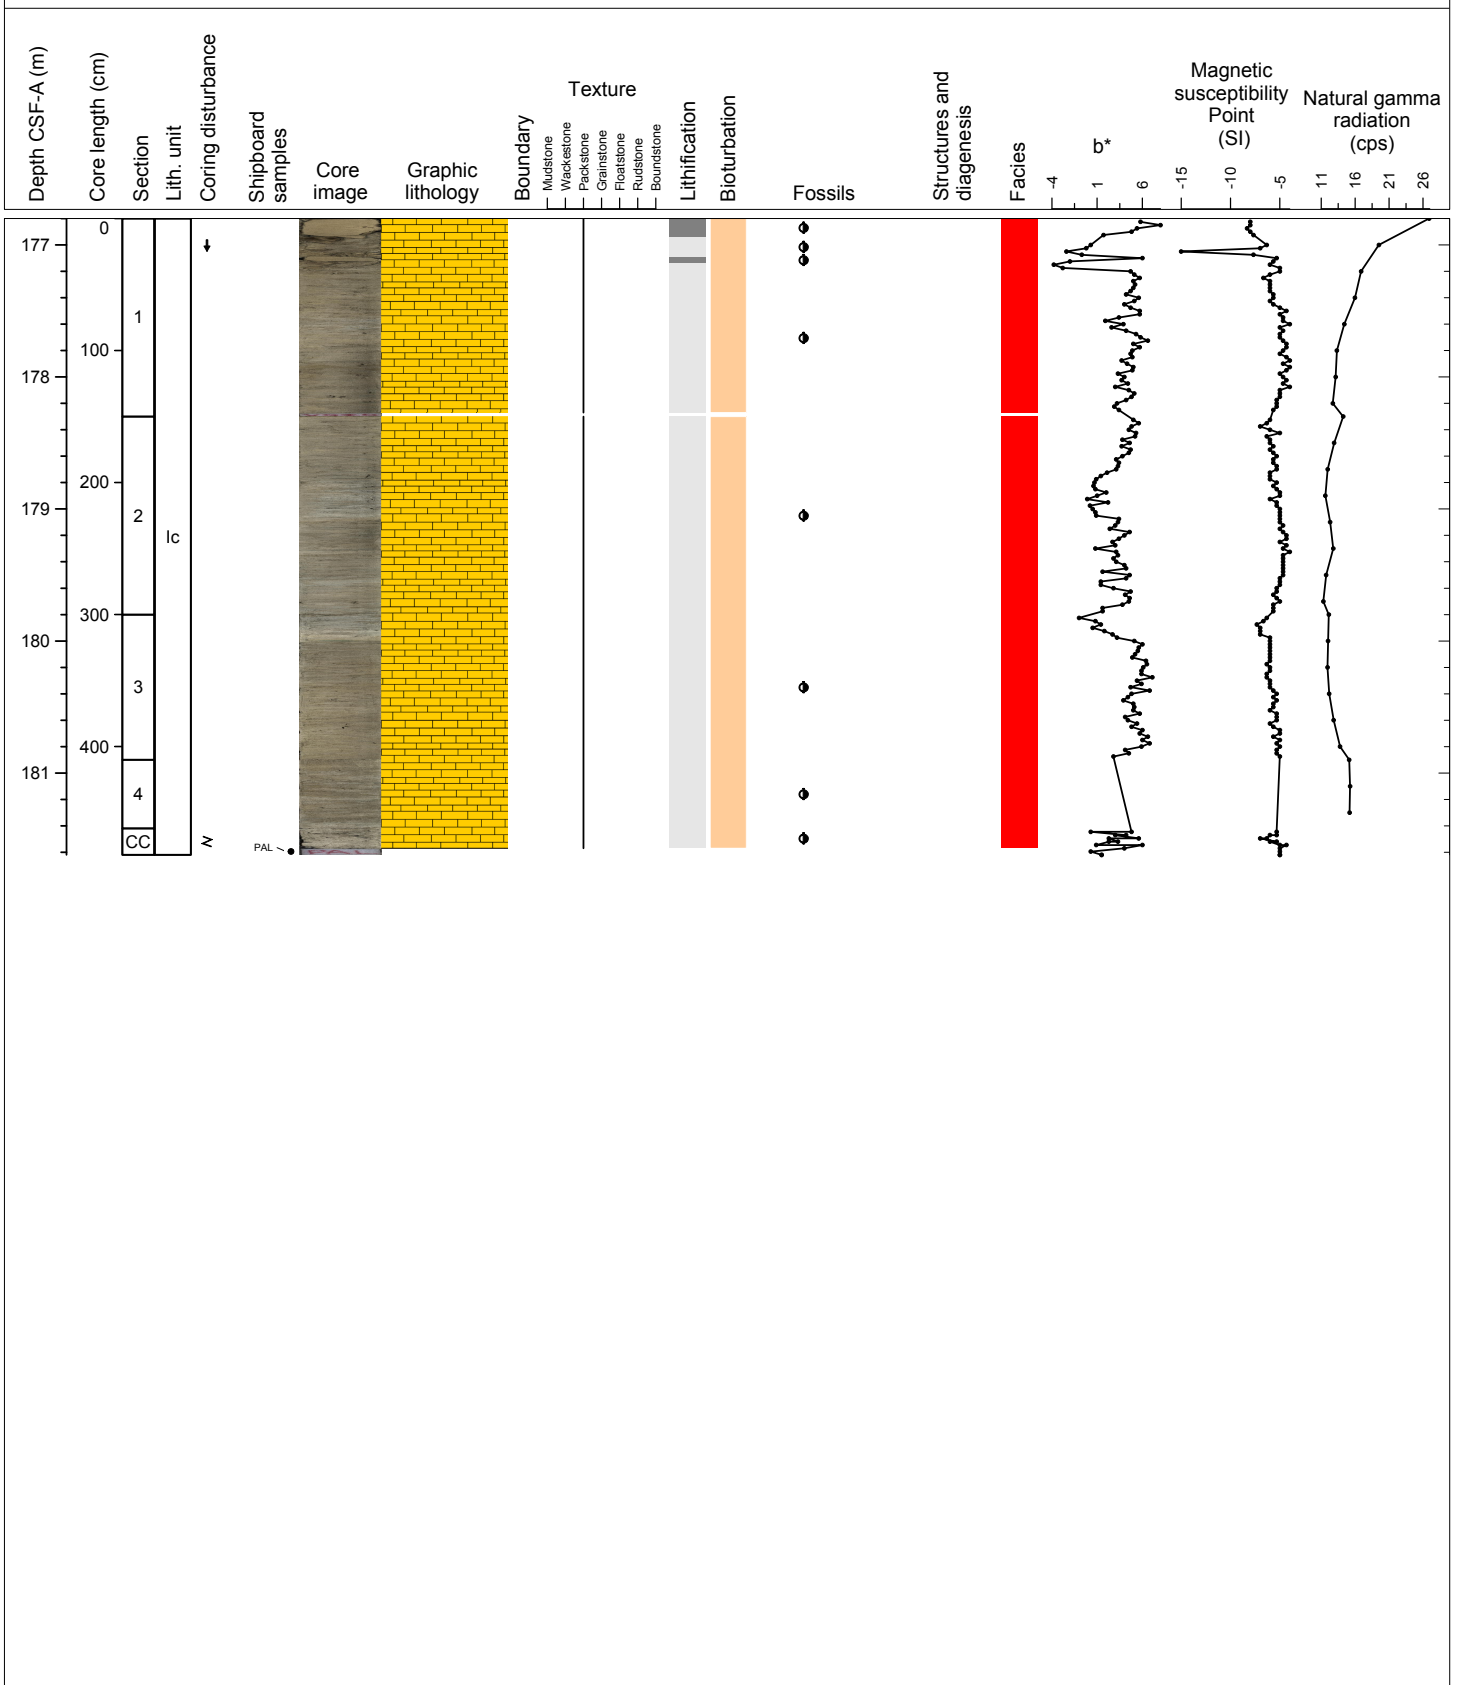 Depth CSF-A (m)
Core length (cm)
Section
Lith. unit
Coring disturbance
Shipboard
samples
Core
image
Graphic
lithology
Boundary
Texture
Mudstone
Wackestone
Packstone
Grainstone
Floatstone
Rudstone
Boundstone
Lithification
Bioturbation
Fossils
Structures and
diagenesis
Facies
b*
-4
1
6
Magnetic
susceptibility
Point
(SI)
-15
-10
-5
Natural gamma
radiation
(cps)
11
16
21
26
0
177
1
100
178
200
179
2
Ic
300
180
3
400
181
4
CC
PAL